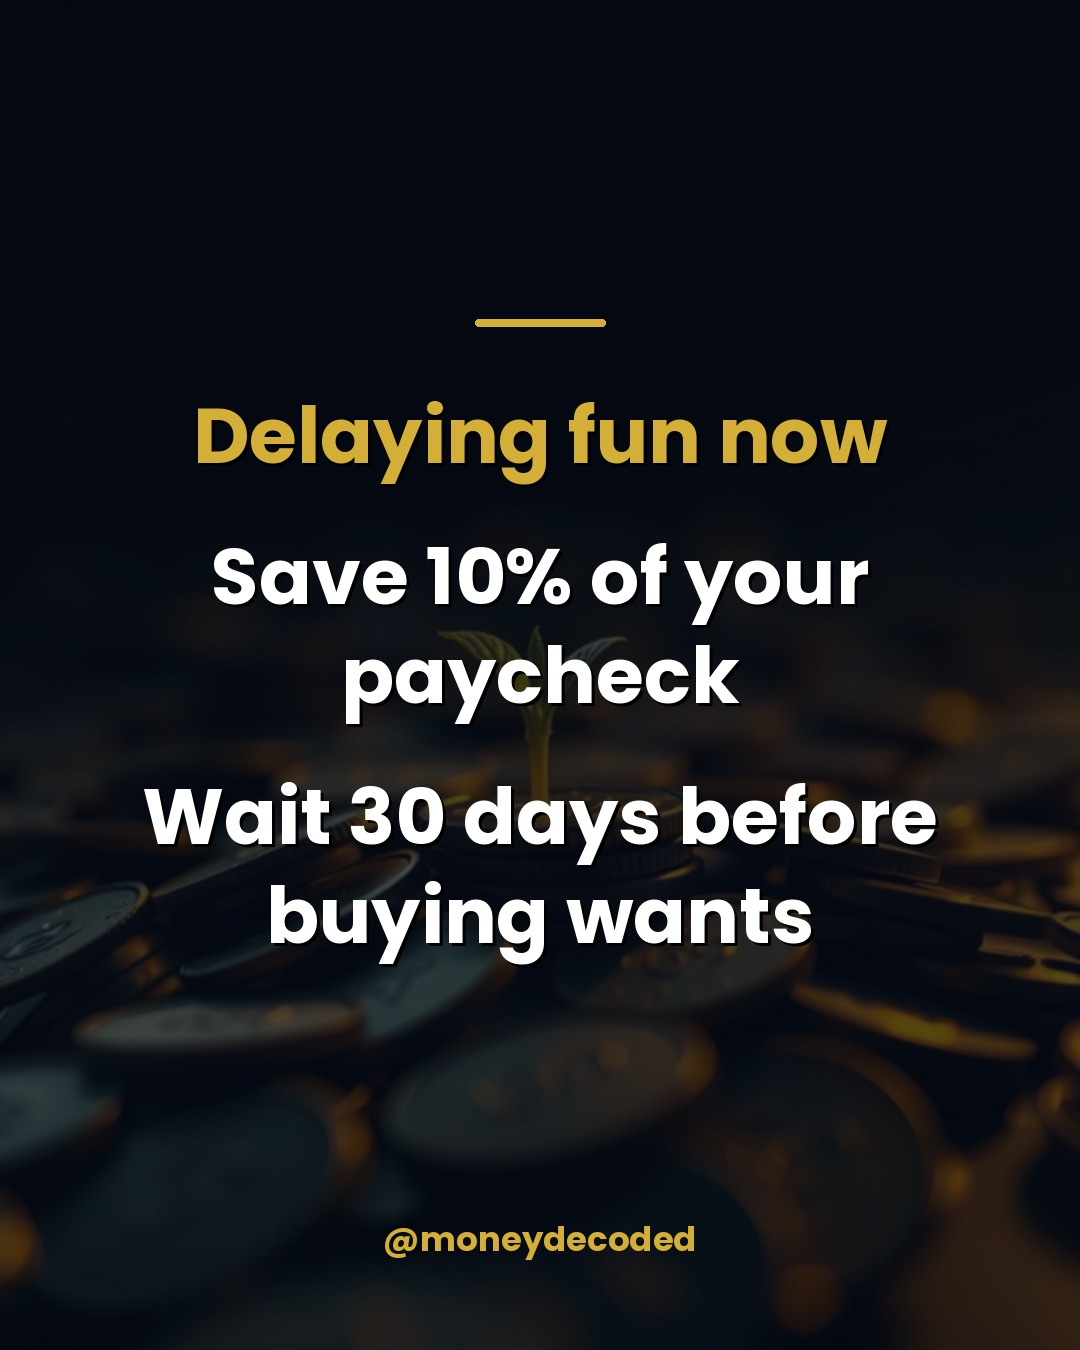 Delaying fun now
Save 10% of your
paycheck
Wait 30 days before
buying wants
@moneydecoded